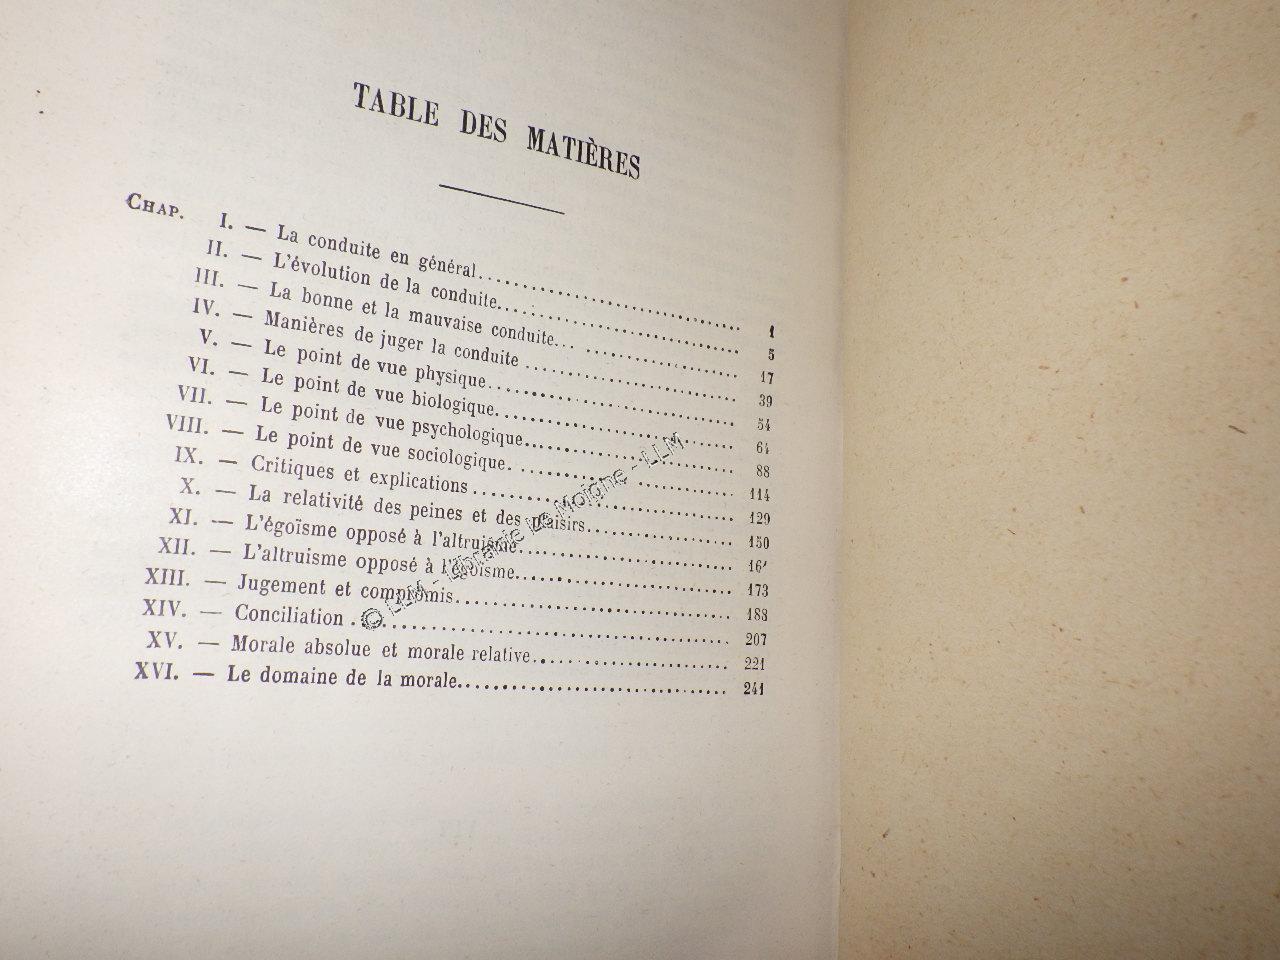 TABLE DES MATIÈRES
CHAP. I. — La conduite en général.......... 1
II. — L'évolution de la conduite.......... 5
III. — La bonne et la mauvaise conduite.......... 17
IV. — Manières de juger la conduite.......... 39
V. — Le point de vue physique.......... 54
VI. — Le point de vue biologique.......... 64
VII. — Le point de vue psychologique.......... 88
VIII. — Le point de vue sociologique.......... 114
IX. — Critiques et explications.......... 129
X. — La relativité des peines et des plaisirs.......... 150
XI. — L'égoïsme opposé à l'altruisme..........
XII. — L'altruisme opposé à l'égoïsme.......... 173
XIII. — Jugement et compromis.......... 188
XIV. — Conciliation.......... 207
XV. — Morale absolue et morale relative.......... 221
XVI. — Le domaine de la morale.......... 241
© LLM - Librairie Le Moigne - LLM